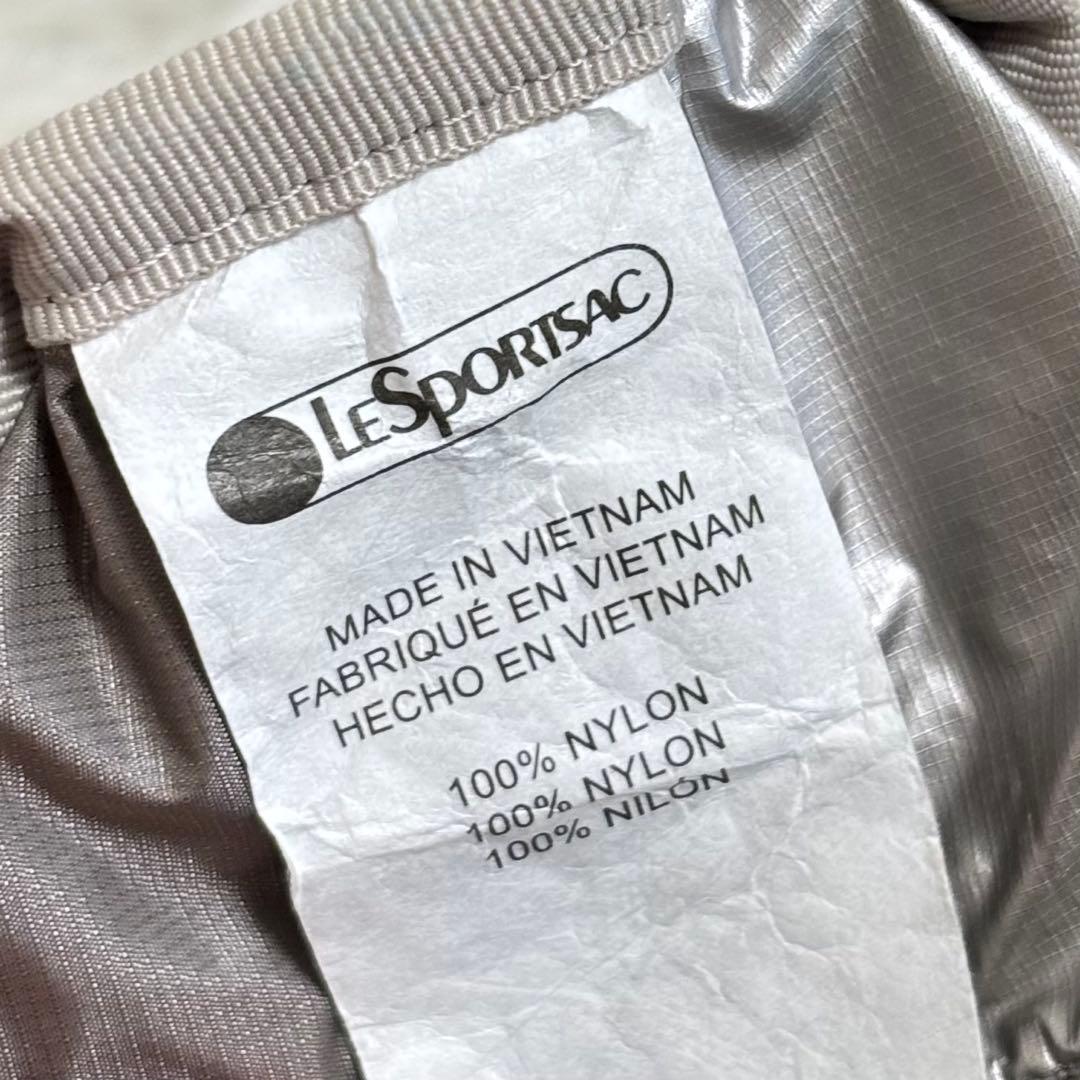 LESPORTSAC
MADE IN VIETNAM
FABRIQUÉ EN VIETNAM
HECHO EN VIETNAM
100% NYLON
100% NYLON
100% NILÓN